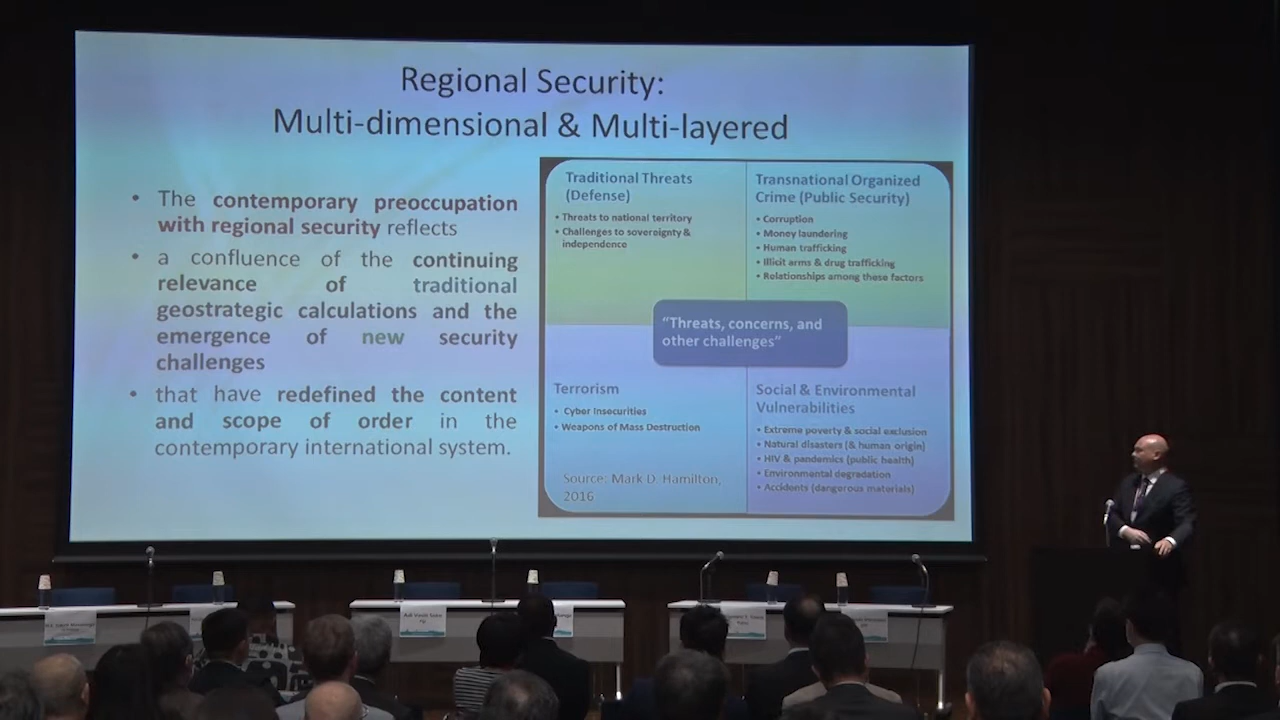 Regional Security:
Multi-dimensional & Multi-layered
• The contemporary preoccupation
with regional security reflects
• a confluence of the continuing
relevance of traditional
geostrategic calculations and the
emergence of new security
challenges
• that have redefined the content
and scope of order in the
contemporary international system.
Traditional Threats
(Defense)
• Threats to national territory
• Challenges to sovereignty &
independence
Transnational Organized
Crime (Public Security)
• Corruption
• Money laundering
• Human trafficking
• Illicit arms & drug trafficking
• Relationships among these factors
“Threats, concerns, and
other challenges”
Terrorism
• Cyber Insecurities
• Weapons of Mass Destruction
Source: Mark D. Hamilton,
2016
Social & Environmental
Vulnerabilities
• Extreme poverty & social exclusion
• Natural disasters (& human origin)
• HIV & pandemics (public health)
• Environmental degradation
• Accidents (dangerous materials)